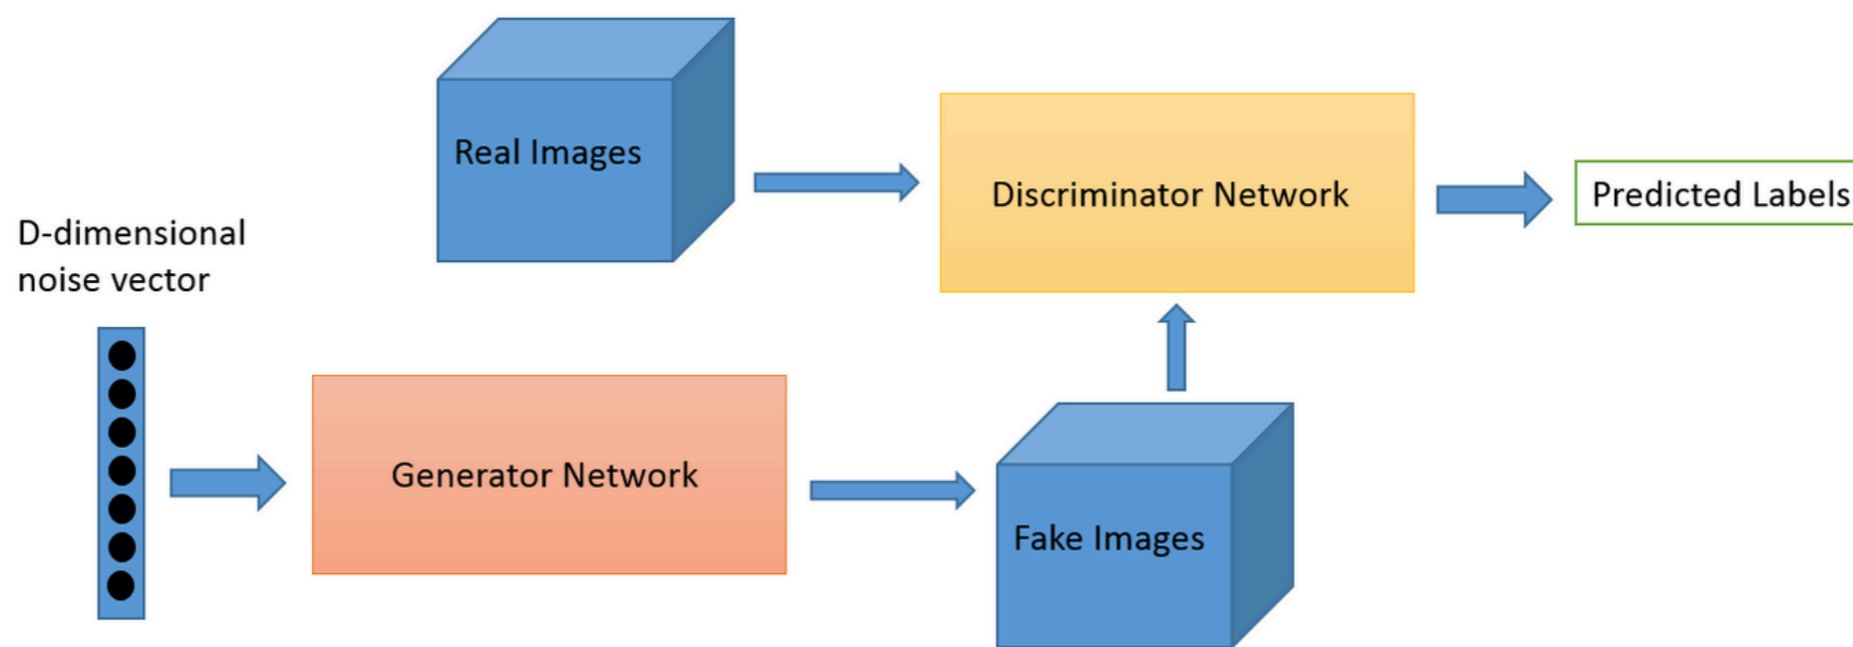 Real Images
Discriminator Network
Predicted Labels
D-dimensional
noise vector
Generator Network
Fake Images